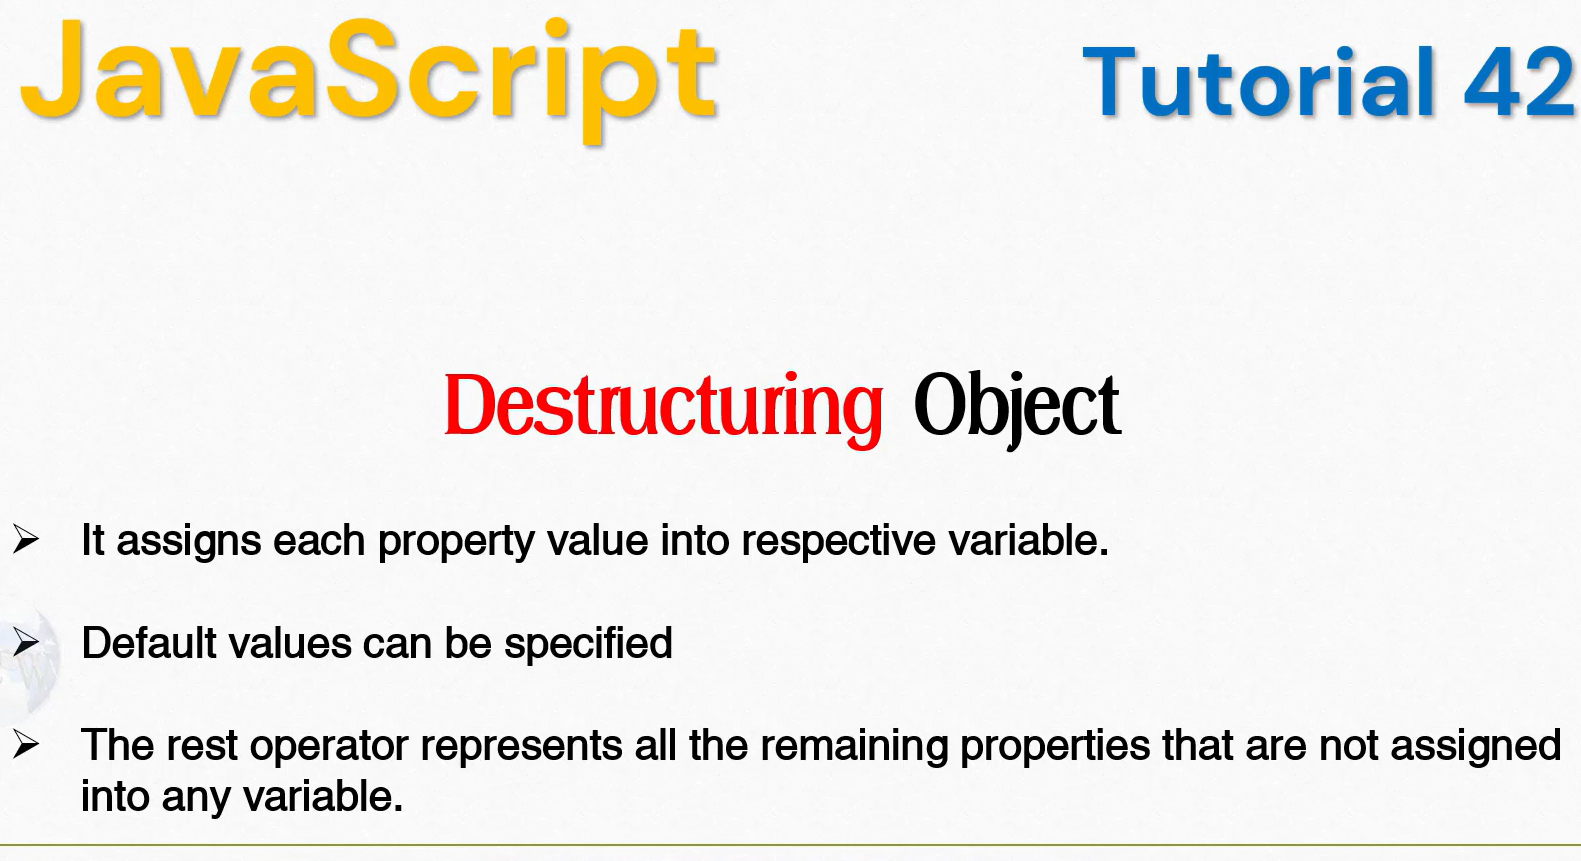 JavaScript Tutorial 42
Destructuring Object
➢ It assigns each property value into respective variable.
➢ Default values can be specified
➢ The rest operator represents all the remaining properties that are not assigned
into any variable.